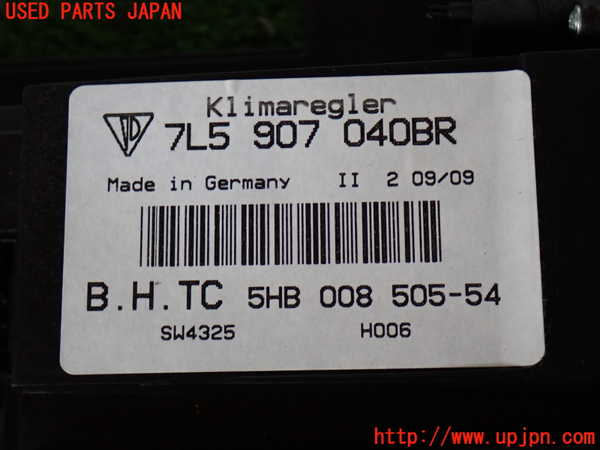 USED PARTS JAPAN
Klimaregler
7L5 907 040BR
Made in Germany II 2 09/09
B.H.TC 5HB 008 505-54
SW4325 H006
http://www.upjpn.com/